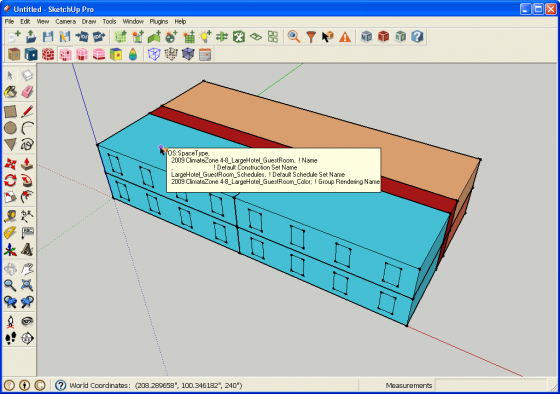 Untitled - SketchUp Pro
File Edit View Camera Draw Tools Window Plugins Help
OS:SpaceType,
2009 ClimateZone 4-8_LargeHotel_GuestRoom, ! Name
, ! Default Construction Set Name
LargeHotel_GuestRoom_Schedules, ! Default Schedule Set Name
2009 ClimateZone 4-8_LargeHotel_GuestRoom_Color; ! Group Rendering Name
World Coordinates: (208.289658", 100.346182", 240") Measurements